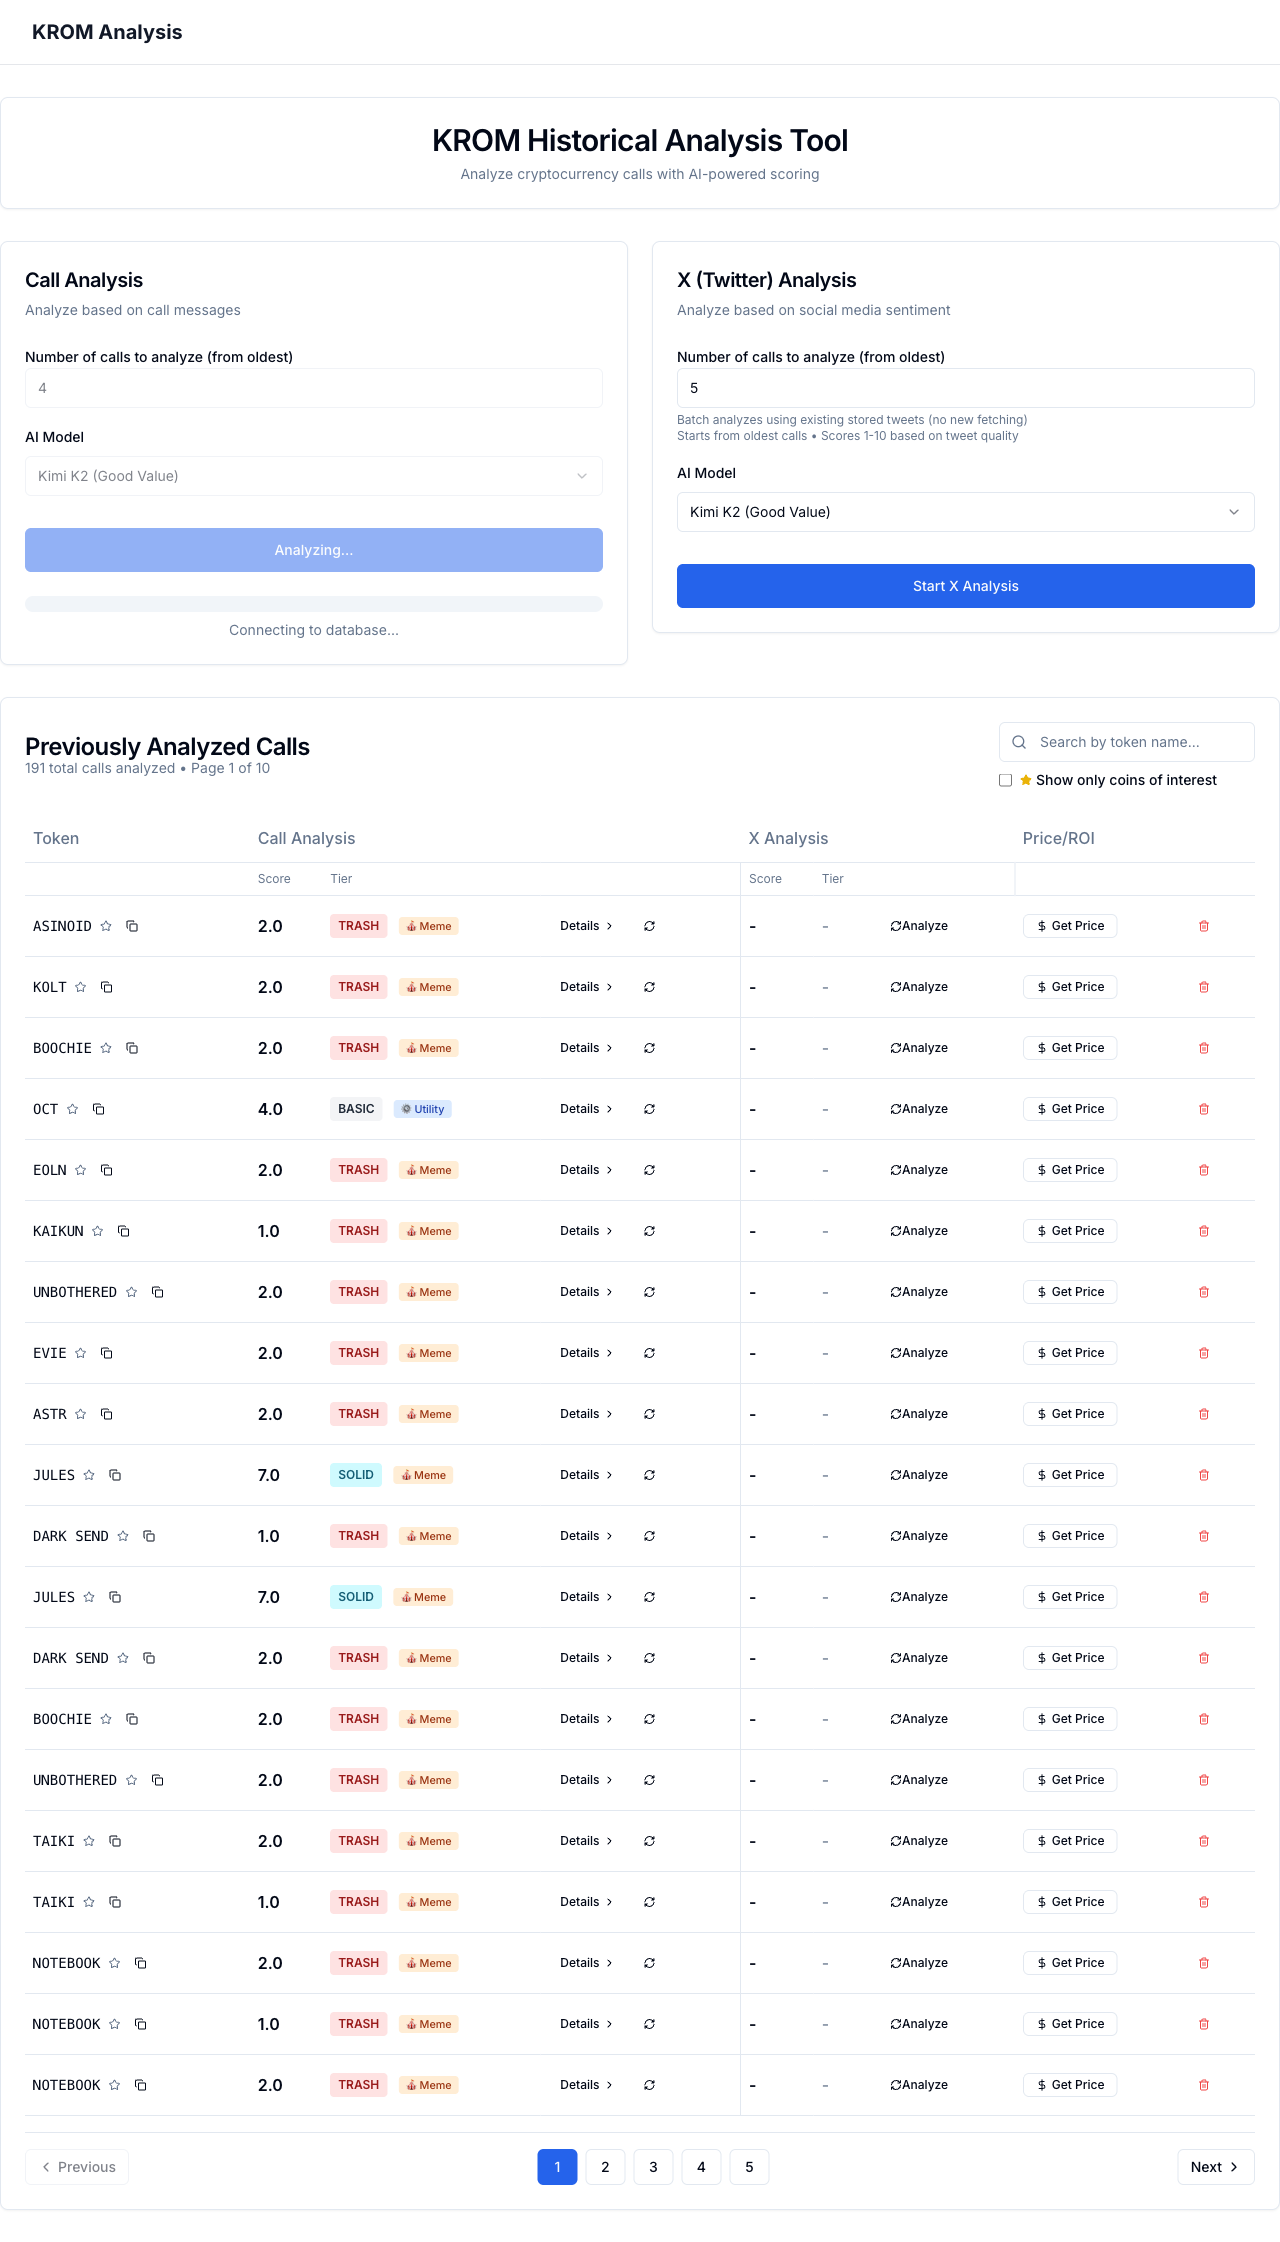 KROM Analysis
KROM Historical Analysis Tool
Analyze cryptocurrency calls with AI-powered scoring
Call Analysis
Analyze based on call messages
Number of calls to analyze (from oldest)
4
AI Model
Kimi K2 (Good Value)
Analyzing...
Connecting to database...
X (Twitter) Analysis
Analyze based on social media sentiment
Number of calls to analyze (from oldest)
5
Batch analyzes using existing stored tweets (no new fetching)
Starts from oldest calls • Scores 1-10 based on tweet quality
AI Model
Kimi K2 (Good Value)
Start X Analysis
Previously Analyzed Calls
191 total calls analyzed • Page 1 of 10
Search by token name...
Show only coins of interest
Token Call Analysis X Analysis Price/ROI
Score Tier Score Tier
ASINOID 2.0 TRASH Meme Details - - Analyze $ Get Price
KOLT 2.0 TRASH Meme Details - - Analyze $ Get Price
BOOCHIE 2.0 TRASH Meme Details - - Analyze $ Get Price
OCT 4.0 BASIC Utility Details - - Analyze $ Get Price
EOLN 2.0 TRASH Meme Details - - Analyze $ Get Price
KAIKUN 1.0 TRASH Meme Details - - Analyze $ Get Price
UNBOTHERED 2.0 TRASH Meme Details - - Analyze $ Get Price
EVIE 2.0 TRASH Meme Details - - Analyze $ Get Price
ASTR 2.0 TRASH Meme Details - - Analyze $ Get Price
JULES 7.0 SOLID Meme Details - - Analyze $ Get Price
DARK SEND 1.0 TRASH Meme Details - - Analyze $ Get Price
JULES 7.0 SOLID Meme Details - - Analyze $ Get Price
DARK SEND 2.0 TRASH Meme Details - - Analyze $ Get Price
BOOCHIE 2.0 TRASH Meme Details - - Analyze $ Get Price
UNBOTHERED 2.0 TRASH Meme Details - - Analyze $ Get Price
TAIKI 2.0 TRASH Meme Details - - Analyze $ Get Price
TAIKI 1.0 TRASH Meme Details - - Analyze $ Get Price
NOTEBOOK 2.0 TRASH Meme Details - - Analyze $ Get Price
NOTEBOOK 1.0 TRASH Meme Details - - Analyze $ Get Price
NOTEBOOK 2.0 TRASH Meme Details - - Analyze $ Get Price
Previous 1 2 3 4 5 Next